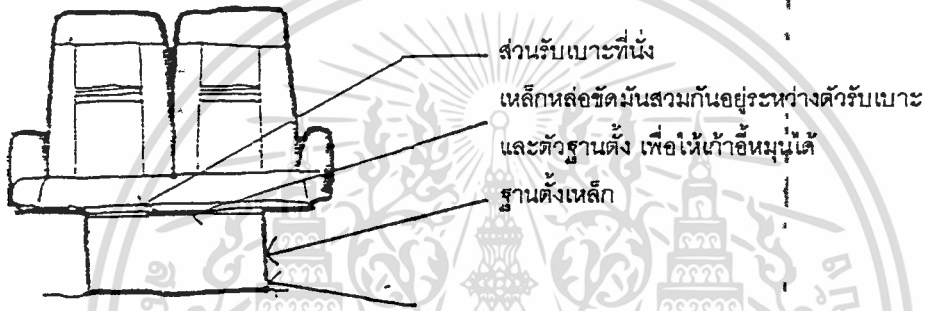 ส่วนรับเบาะที่นั่ง
เหล็กหล่อขัดมันสวมกันอยู่ระหว่างตัวรับเบาะ
และตัวฐานตั้ง เพื่อให้เก้าอี้หมุนได้
ฐานตั้งเหล็ก